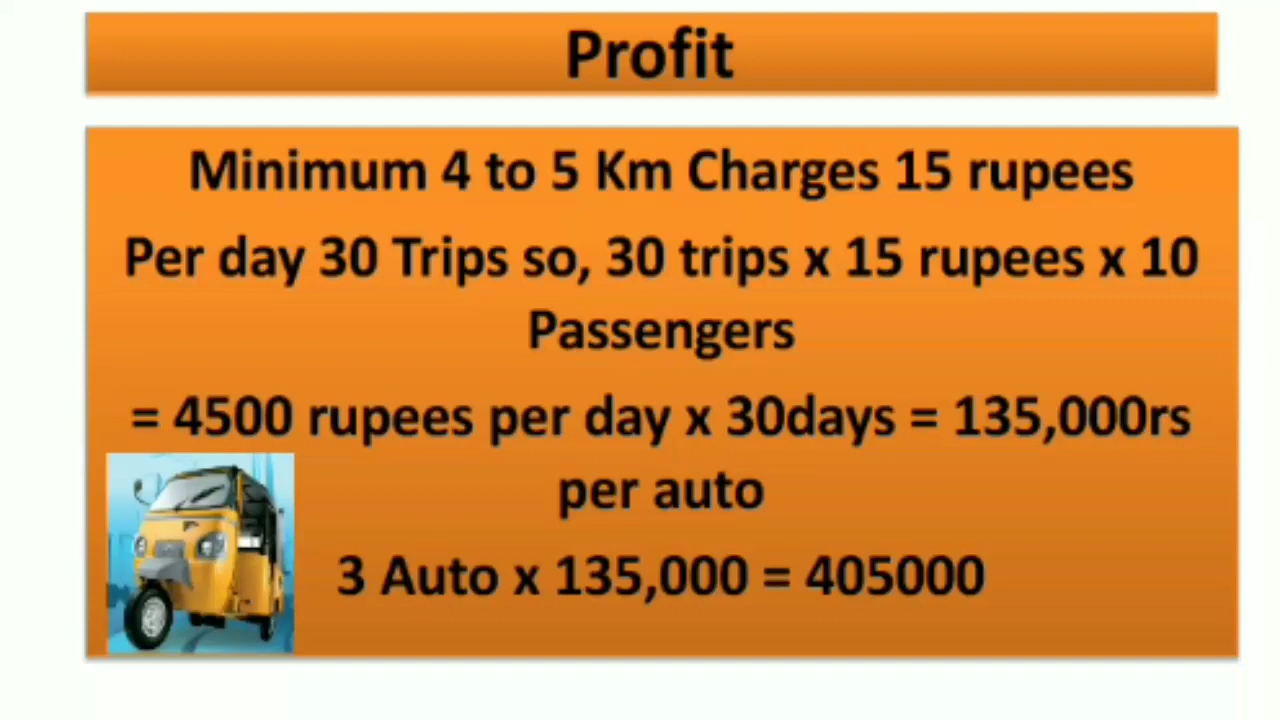 Profit
Minimum 4 to 5 Km Charges 15 rupees
Per day 30 Trips so, 30 trips x 15 rupees x 10
Passengers
= 4500 rupees per day x 30days = 135,000rs
per auto
3 Auto x 135,000 = 405000